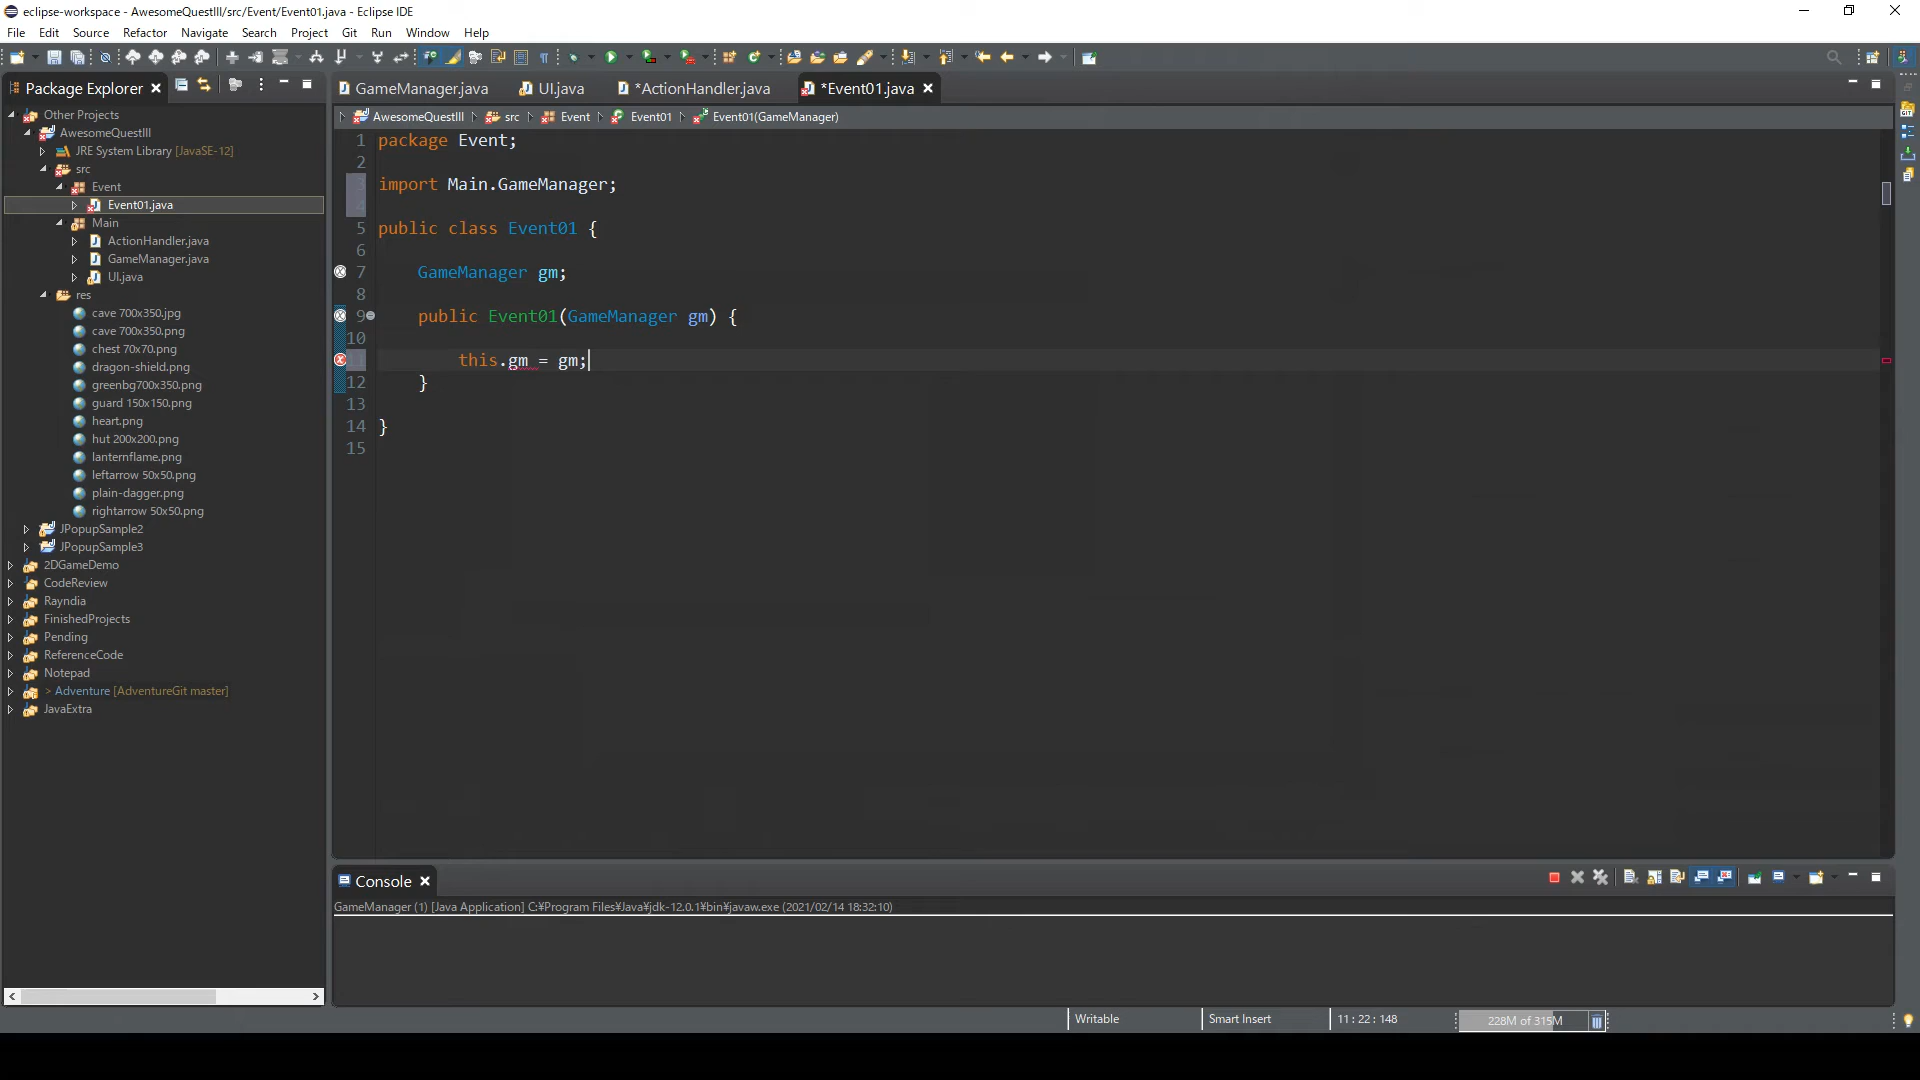 eclipse-workspace - AwesomeQuestIII/src/Event/Event01.java - Eclipse IDE
File Edit Source Refactor Navigate Search Project Git Run Window Help
Package Explorer
Other Projects
AwesomeQuestIII
JRE System Library [JavaSE-12]
src
Event
Event01.java
Main
ActionHandler.java
GameManager.java
UI.java
res
cave 700x350.jpg
cave 700x350.png
chest 70x70.png
dragon-shield.png
greenbg700x350.png
guard 150x150.png
heart.png
hut 200x200.png
lanternflame.png
leftarrow 50x50.png
plain-dagger.png
rightarrow 50x50.png
JPopupSample2
JPopupSample3
2DGameDemo
CodeReview
Rayndia
FinishedProjects
Pending
ReferenceCode
Notepad
> Adventure [AdventureGit master]
JavaExtra
GameManager.java UI.java *ActionHandler.java *Event01.java
AwesomeQuestIII src Event Event01 Event01(GameManager)
1 package Event;
2
3 import Main.GameManager;
4
5 public class Event01 {
6
7 GameManager gm;
8
9 public Event01(GameManager gm) {
10
11 this.gm = gm;
12 }
13
14 }
15
Console
GameManager (1) [Java Application] C:¥Program Files¥Java¥jdk-12.0.1¥bin¥javaw.exe (2021/02/14 18:32:10)
Writable Smart Insert 11 : 22 : 148 228M of 315M